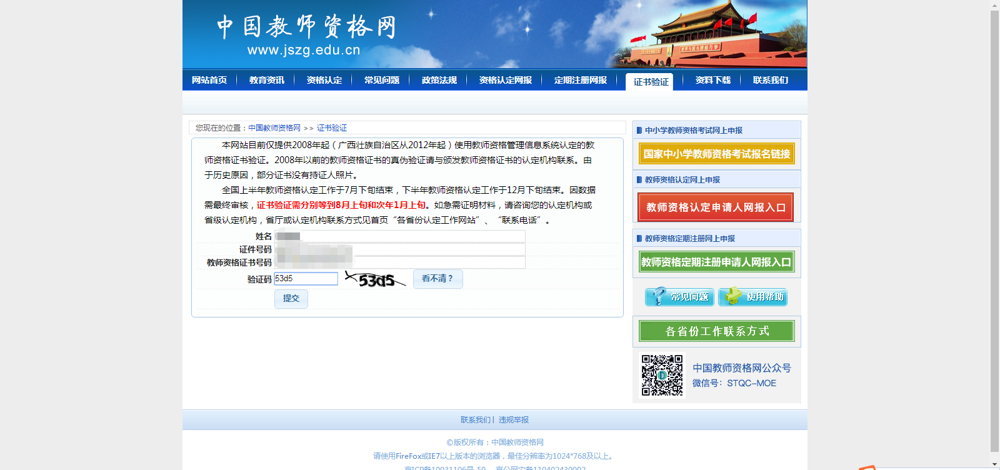 中国教师资格网
www.jszg.edu.cn
网站首页 教育资讯 资格认定 常见问题 政策法规 资格认定网报 定期注册网报 证书验证 资料下载 联系我们
您现在的位置：中国教师资格网 >> 证书验证
本网站目前仅提供2008年起（广西壮族自治区从2012年起）使用教师资格管理信息系统认定的教
师资格证书验证。2008年以前的教师资格证书的真伪验证请与颁发教师资格证书的认定机构联系。由
于历史原因，部分证书没有持证人照片。
全国上半年教师资格认定工作于7月下旬结束，下半年教师资格认定工作于12月下旬结束。因数据
需最终审核，证书验证需分别等到8月上旬和次年1月上旬。如急需证明材料，请咨询您的认定机构或
省级认定机构，省厅或认定机构联系方式见首页“各省份认定工作网站”、“联系电话”。
姓名
证件号码
教师资格证书号码
验证码 53d5 53d5 看不清？
提交
中小学教师资格考试网上申报
国家中小学教师资格考试报名链接
教师资格认定网上申报
教师资格认定申请人网报入口
教师资格定期注册网上申报
教师资格定期注册申请人网报入口
常见问题 使用帮助
各省份工作联系方式
中国教师资格网公众号
微信号：STQC-MOE
联系我们 | 违规举报
©版权所有：中国教师资格网
请使用FireFox或IE7以上版本的浏览器，最佳分辨率为1024*768及以上。
京ICP备10031106号-59 京公网安备110402430002